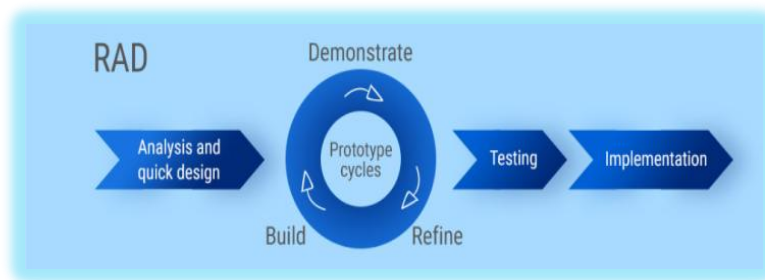 RAD
Demonstrate
Analysis and
quick design
Prototype
cycles
Testing
Implementation
Build
Refine